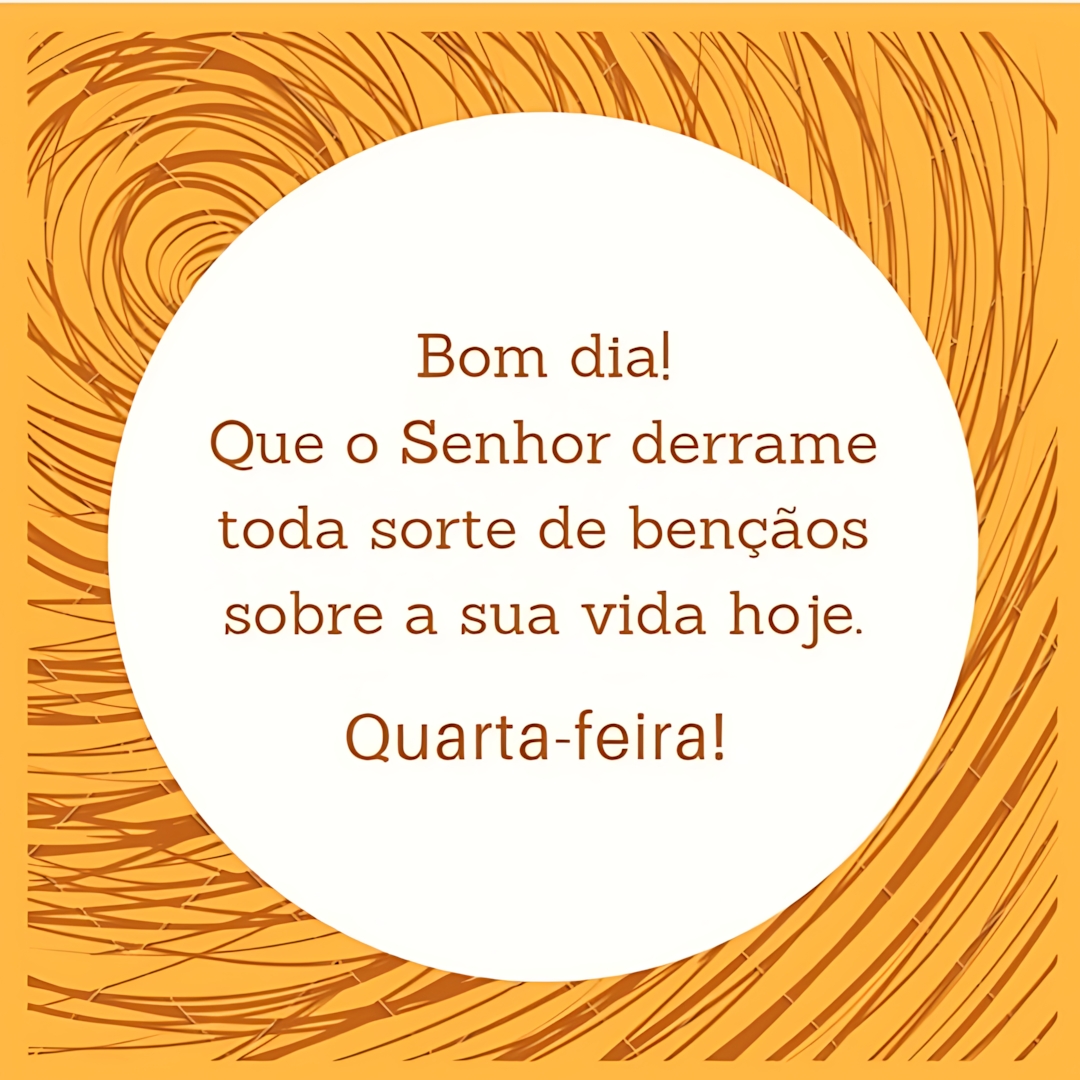 Bom dia!
Que o Senhor derrame
toda sorte de bençãos
sobre a sua vida hoje.
Quarta-feira!